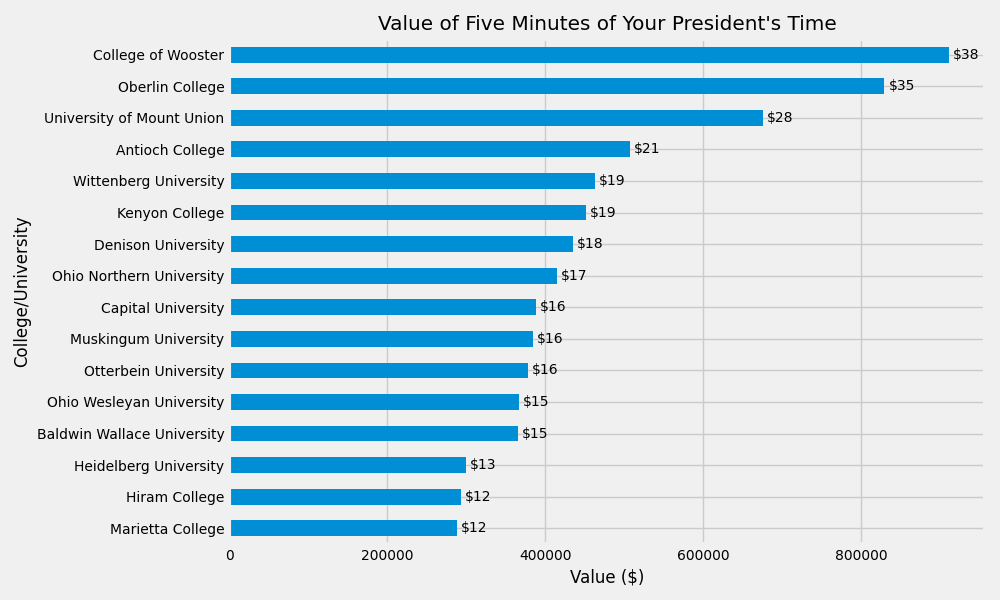 Value of Five Minutes of Your President's Time
College/University
College of Wooster $38
Oberlin College $35
University of Mount Union $28
Antioch College $21
Wittenberg University $19
Kenyon College $19
Denison University $18
Ohio Northern University $17
Capital University $16
Muskingum University $16
Otterbein University $16
Ohio Wesleyan University $15
Baldwin Wallace University $15
Heidelberg University $13
Hiram College $12
Marietta College $12
0 200000 400000 600000 800000
Value ($)